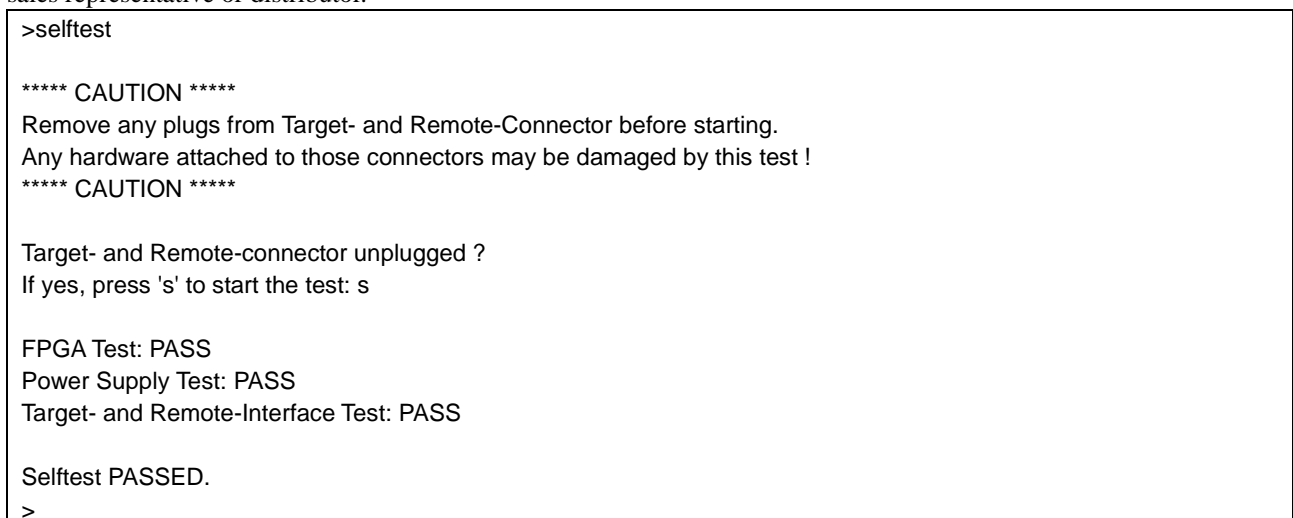 sales representative or distributor.
>selftest
***** CAUTION *****
Remove any plugs from Target- and Remote-Connector before starting.
Any hardware attached to those connectors may be damaged by this test !
***** CAUTION *****
Target- and Remote-connector unplugged ?
If yes, press 's' to start the test: s
FPGA Test: PASS
Power Supply Test: PASS
Target- and Remote-Interface Test: PASS
Selftest PASSED.
>